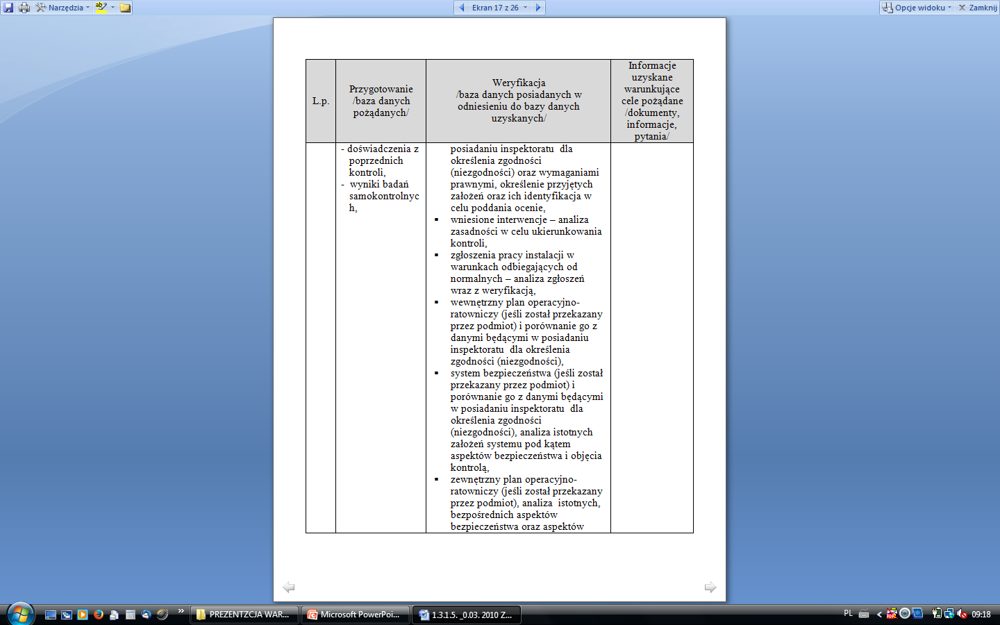 Narzędzia
ab
Ekran 17 z 26
Opcje widoku
Zamknij
L.p.
Przygotowanie
/baza danych
pożądanych/
Weryfikacja
/baza danych posiadanych w
odniesieniu do bazy danych
uzyskanych/
Informacje
uzyskane
warunkujące
cele pożądane
/dokumenty,
informacje,
pytania/
- doświadczenia z
poprzednich
kontroli,
- wyniki badań
samokontrolnyc
h,
posiadaniu inspektoratu dla
określenia zgodności
(niezgodności) oraz wymaganiami
prawnymi, określenie przyjętych
założeń oraz ich identyfikacja w
celu poddania ocenie,
▪ wniesione interwencje – analiza
zasadności w celu ukierunkowania
kontroli,
▪ zgłoszenia pracy instalacji w
warunkach odbiegających od
normalnych – analiza zgłoszeń
wraz z weryfikacją,
▪ wewnętrzny plan operacyjno-
ratowniczy (jeśli został przekazany
przez podmiot) i porównanie go z
danymi będącymi w posiadaniu
inspektoratu dla określenia
zgodności (niezgodności),
▪ system bezpieczeństwa (jeśli został
przekazany przez podmiot) i
porównanie go z danymi będącymi
w posiadaniu inspektoratu dla
określenia zgodności
(niezgodności), analiza istotnych
założeń systemu pod kątem
aspektów bezpieczeństwa i objęcia
kontrolą,
▪ zewnętrzny plan operacyjno-
ratowniczy (jeśli został przekazany
przez podmiot), analiza istotnych,
bezpośrednich aspektów
bezpieczeństwa oraz aspektów
PREZENTZCJA WAR...
Microsoft PowerPoi...
1.3.1.5. _0.03. 2010 Z...
PL
09:18